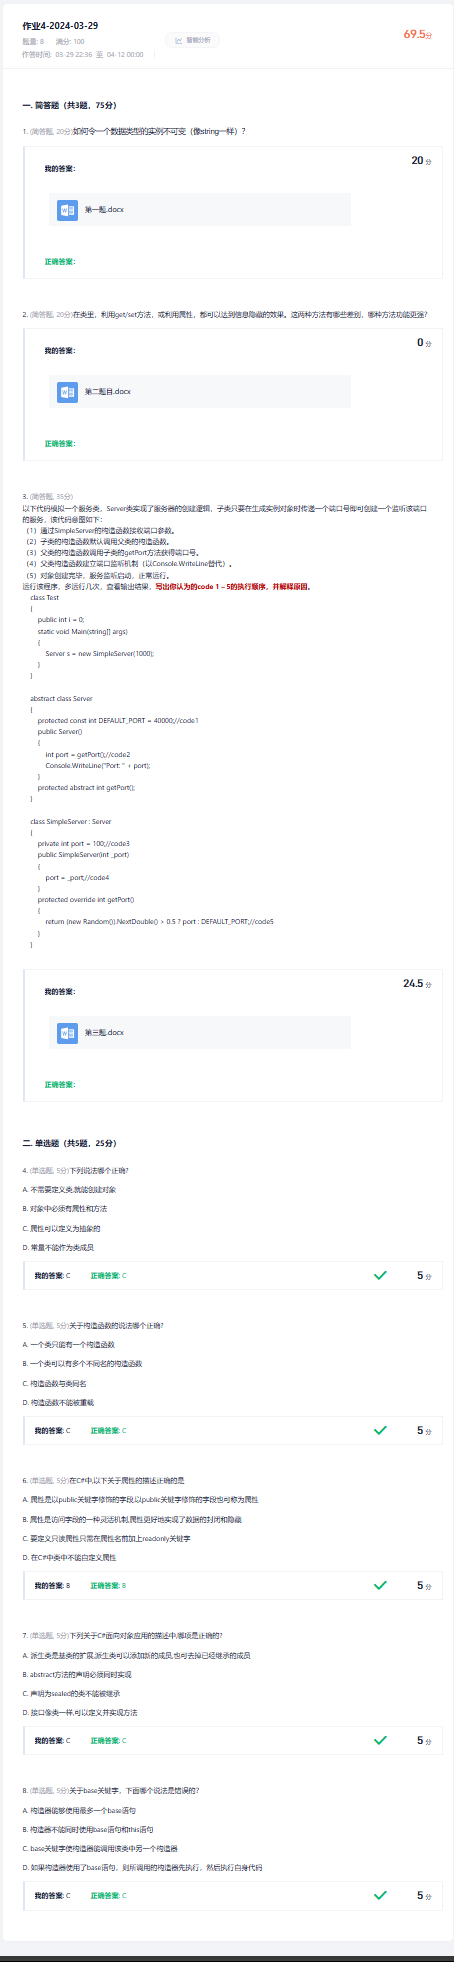 作业4-2024-03-29
题量: 8 满分: 100
智能分析
69.5分
作答时间: 03-29 22:36 至 04-12 00:00
一. 简答题（共3题，75分）
1. (简答题, 20分)如何令一个数据类型的实例不可变（像string一样）？
20 分
我的答案：
第一题.docx
正确答案：
2. (简答题, 20分)在类里，利用get/set方法，或利用属性，都可以达到信息隐藏的效果。这两种方法有哪些差别，哪种方法功能更强？
0 分
我的答案：
第二题目.docx
正确答案：
3. (简答题, 35分)
以下代码模拟一个服务类，Server类实现了服务器的创建逻辑，子类只要在生成实例对象时传递一个端口号即可创建一个监听该端口
的服务，该代码意图如下：
（1）通过SimpleServer的构造函数接收端口参数。
（2）子类的构造函数默认调用父类的构造函数。
（3）父类的构造函数调用子类的getPort方法获得端口号。
（4）父类构造函数建立端口监听机制（以Console.WriteLine替代）。
（5）对象创建完毕，服务监听启动，正常运行。
运行该程序，多运行几次，查看输出结果，写出你认为的code 1 – 5的执行顺序，并解释原因。
class Test
{
public int i = 0;
static void Main(string[] args)
{
Server s = new SimpleServer(1000);
}
}
abstract class Server
{
protected const int DEFAULT_PORT = 40000;//code1
public Server()
{
int port = getPort();//code2
Console.WriteLine("Port: " + port);
}
protected abstract int getPort();
}
class SimpleServer : Server
{
private int port = 100;//code3
public SimpleServer(int _port)
{
port = _port;//code4
}
protected override int getPort()
{
return (new Random()).NextDouble() > 0.5 ? port : DEFAULT_PORT;//code5
}
}
24.5 分
我的答案：
第三题.docx
正确答案：
二. 单选题（共5题，25分）
4. (单选题, 5分)下列说法哪个正确?
A. 不需要定义类,就能创建对象
B. 对象中必须有属性和方法
C. 属性可以定义为抽象的
D. 常量不能作为类成员
我的答案: C 正确答案: C
5 分
5. (单选题, 5分)关于构造函数的说法哪个正确?
A. 一个类只能有一个构造函数
B. 一个类可以有多个不同名的构造函数
C. 构造函数与类同名
D. 构造函数不能被重载
我的答案: C 正确答案: C
5 分
6. (单选题, 5分)在C#中,以下关于属性的描述正确的是
A. 属性是以public关键字修饰的字段,以public关键字修饰的字段也可称为属性
B. 属性是访问字段的一种灵活机制,属性更好地实现了数据的封闭和隐藏
C. 要定义只读属性只需在属性名前加上readonly关键字
D. 在C#中类中不能自定义属性
我的答案: B 正确答案: B
5 分
7. (单选题, 5分)下列关于C#面向对象应用的描述中,哪项是正确的?
A. 派生类是基类的扩展,派生类可以添加新的成员,也可去掉已经继承的成员
B. abstract方法的声明必须同时实现
C. 声明为sealed的类不能被继承
D. 接口像类一样,可以定义并实现方法
我的答案: C 正确答案: C
5 分
8. (单选题, 5分)关于base关键字，下面哪个说法是错误的？
A. 构造器能够使用最多一个base语句
B. 构造器不能同时使用base语句和this语句
C. base关键字使构造器能调用该类中另一个构造器
D. 如果构造器使用了base语句，则所调用的构造器先执行，然后执行自身代码
我的答案: C 正确答案: C
5 分